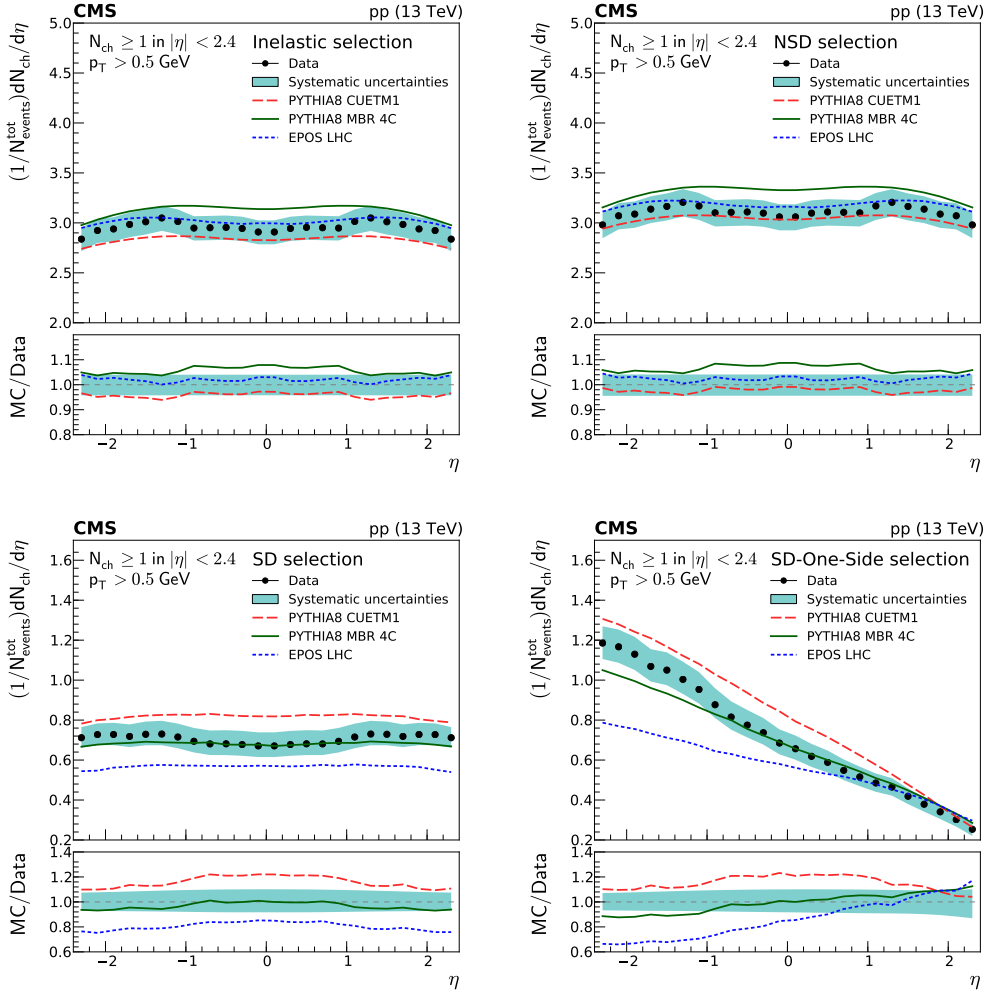 CMS pp (13 TeV)
N_ch ≥ 1 in |η| < 2.4 Inelastic selection
p_T > 0.5 GeV
Data
Systematic uncertainties
PYTHIA8 CUETM1
PYTHIA8 MBR 4C
EPOS LHC
(1/N^tot_events)dN_ch/dη
5.0
4.5
4.0
3.5
3.0
2.5
2.0
MC/Data
1.1
1.0
0.9
0.8
−2 −1 0 1 2
η
CMS pp (13 TeV)
N_ch ≥ 1 in |η| < 2.4 NSD selection
p_T > 0.5 GeV
Data
Systematic uncertainties
PYTHIA8 CUETM1
PYTHIA8 MBR 4C
EPOS LHC
(1/N^tot_events)dN_ch/dη
5.0
4.5
4.0
3.5
3.0
2.5
2.0
MC/Data
1.1
1.0
0.9
0.8
−2 −1 0 1 2
η
CMS pp (13 TeV)
N_ch ≥ 1 in |η| < 2.4 SD selection
p_T > 0.5 GeV
Data
Systematic uncertainties
PYTHIA8 CUETM1
PYTHIA8 MBR 4C
EPOS LHC
(1/N^tot_events)dN_ch/dη
1.6
1.4
1.2
1.0
0.8
0.6
0.4
0.2
MC/Data
1.4
1.2
1.0
0.8
0.6
−2 −1 0 1 2
η
CMS pp (13 TeV)
N_ch ≥ 1 in |η| < 2.4 SD-One-Side selection
p_T > 0.5 GeV
Data
Systematic uncertainties
PYTHIA8 CUETM1
PYTHIA8 MBR 4C
EPOS LHC
(1/N^tot_events)dN_ch/dη
1.6
1.4
1.2
1.0
0.8
0.6
0.4
0.2
MC/Data
1.4
1.2
1.0
0.8
0.6
−2 −1 0 1 2
η